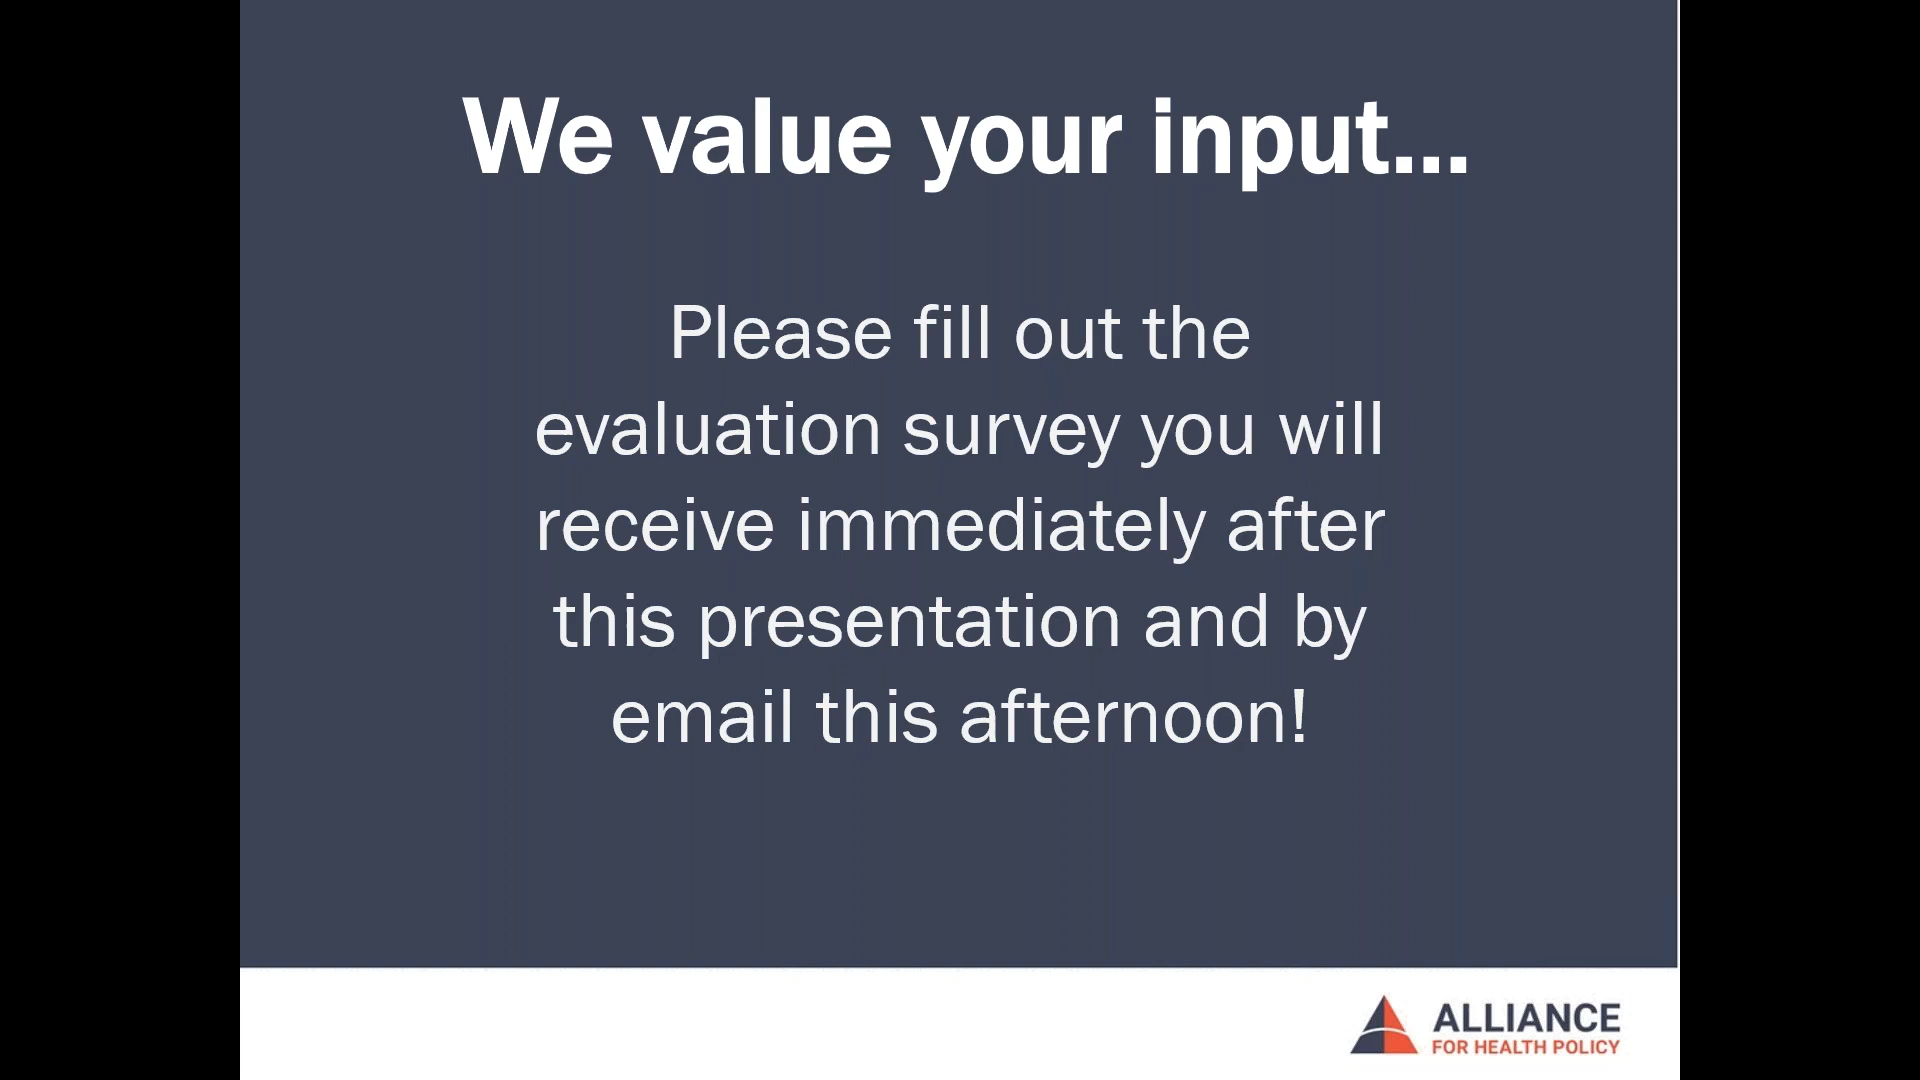 We value your input...
Please fill out the
evaluation survey you will
receive immediately after
this presentation and by
email this afternoon!
ALLIANCE
FOR HEALTH POLICY